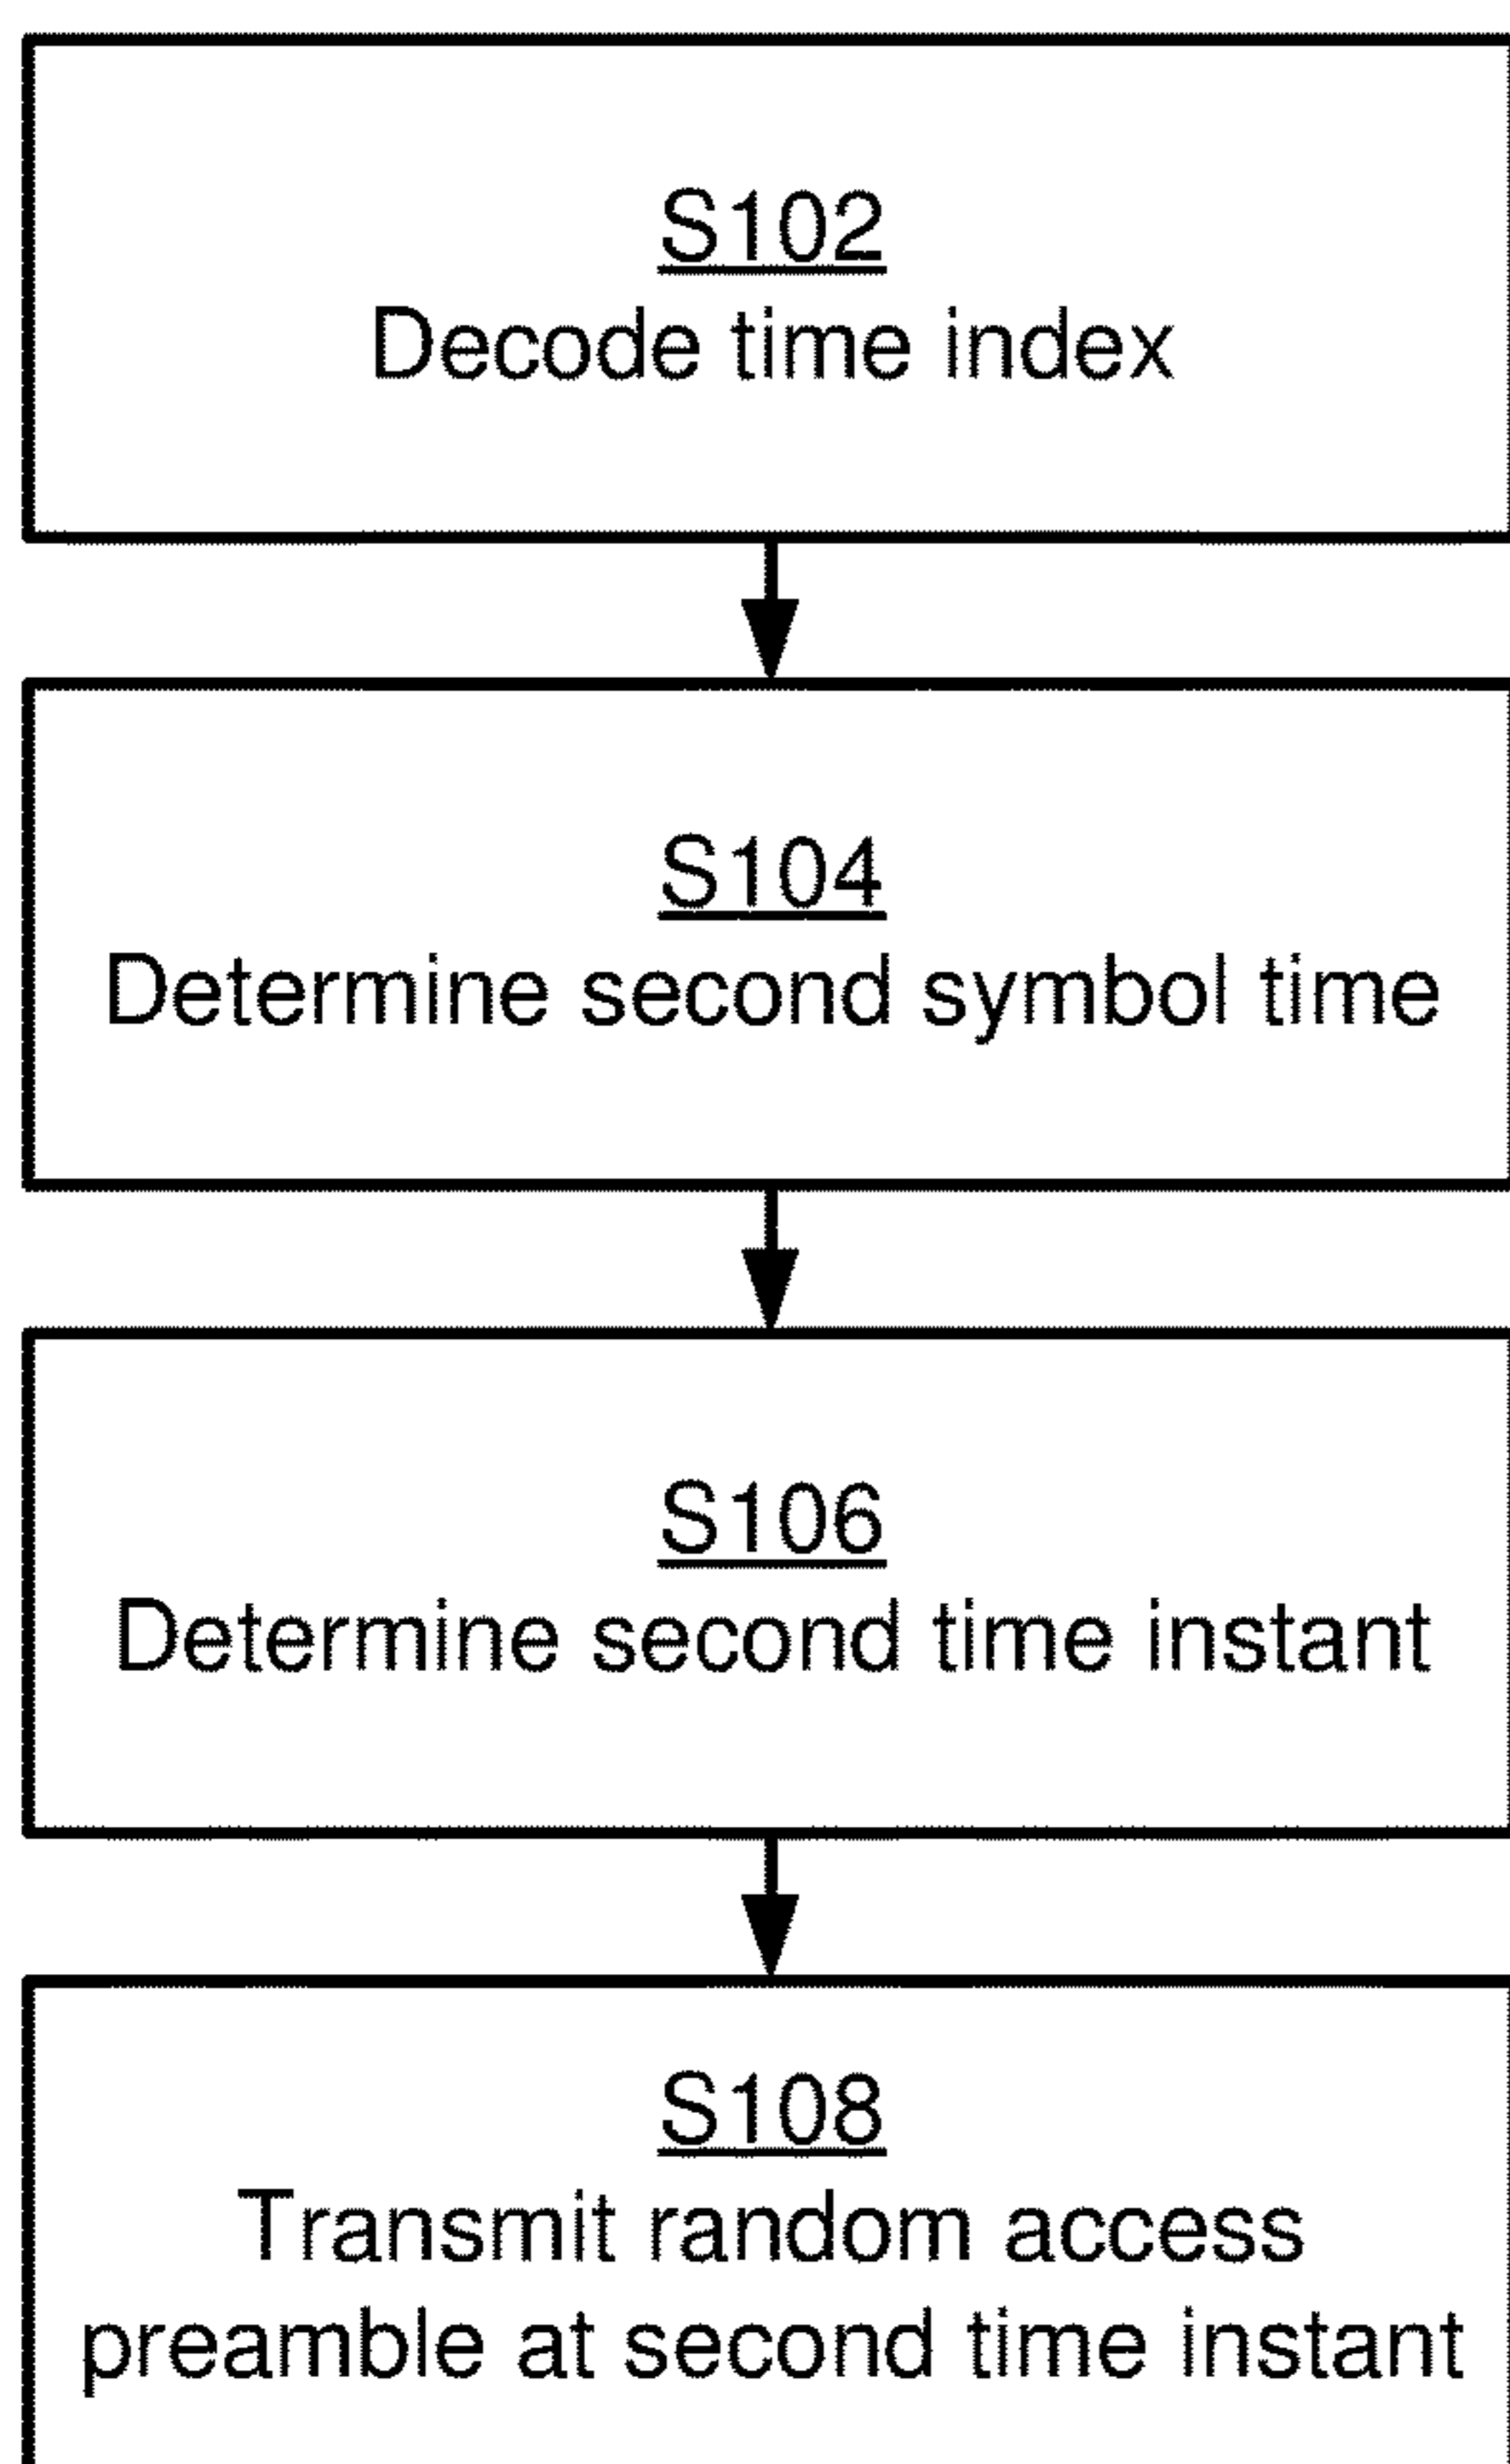 S102
Decode time index
S104
Determine second symbol time
S106
Determine second time instant
S108
Transmit random access
preamble at second time instant